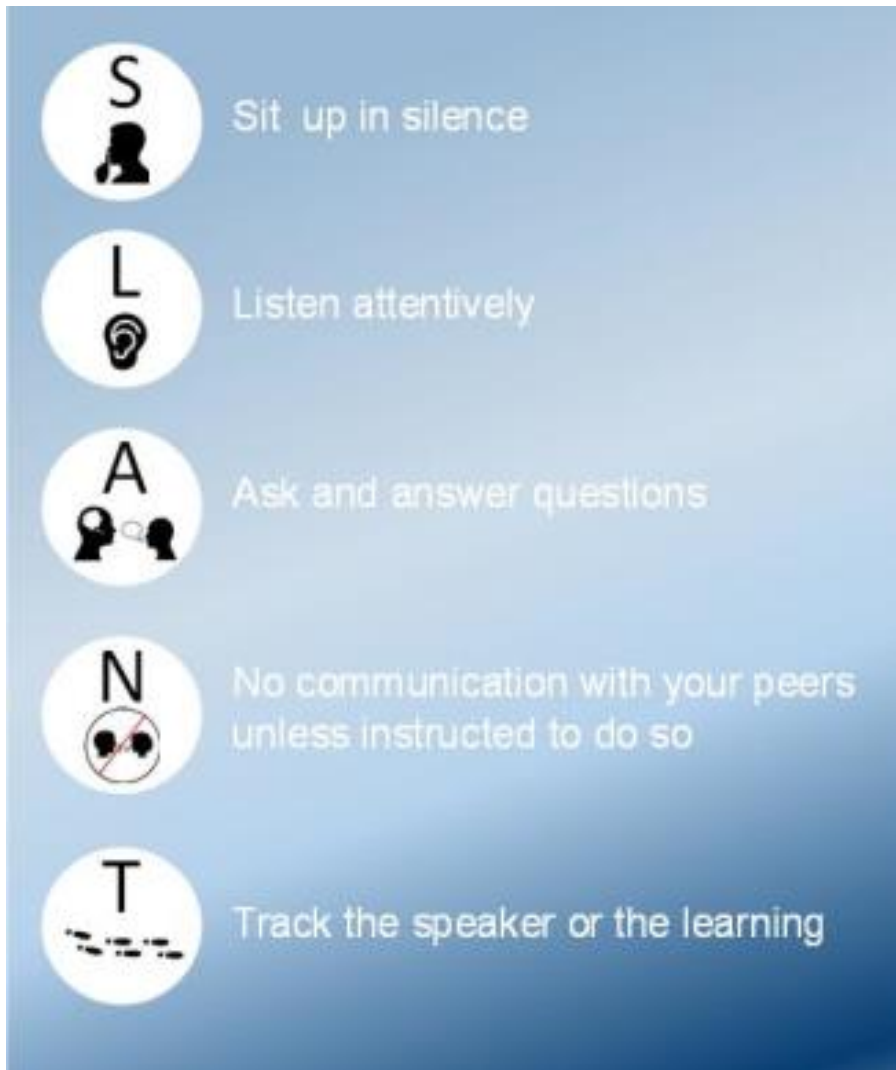 S
Sit up in silence
L
Listen attentively
A
Ask and answer questions
N
No communication with your peers
unless instructed to do so
T
Track the speaker or the learning